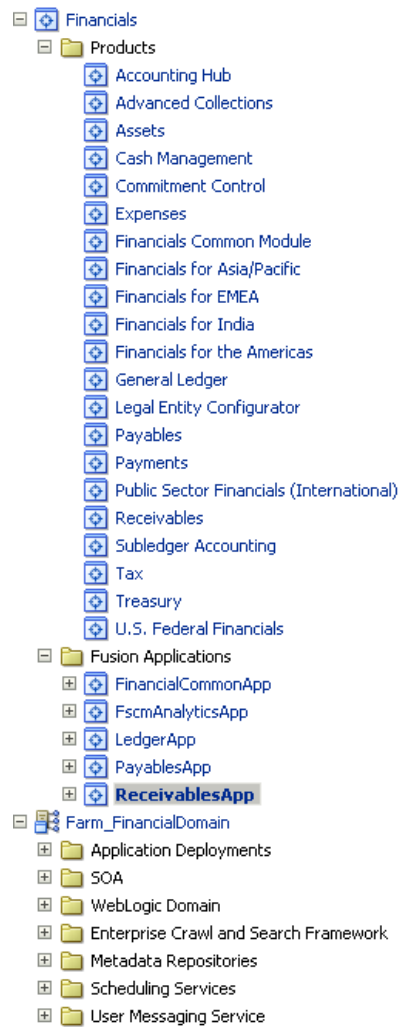 Financials
Products
Accounting Hub
Advanced Collections
Assets
Cash Management
Commitment Control
Expenses
Financials Common Module
Financials for Asia/Pacific
Financials for EMEA
Financials for India
Financials for the Americas
General Ledger
Legal Entity Configurator
Payables
Payments
Public Sector Financials (International)
Receivables
Subledger Accounting
Tax
Treasury
U.S. Federal Financials
Fusion Applications
FinancialCommonApp
FscmAnalyticsApp
LedgerApp
PayablesApp
ReceivablesApp
Farm_FinancialDomain
Application Deployments
SOA
WebLogic Domain
Enterprise Crawl and Search Framework
Metadata Repositories
Scheduling Services
User Messaging Service